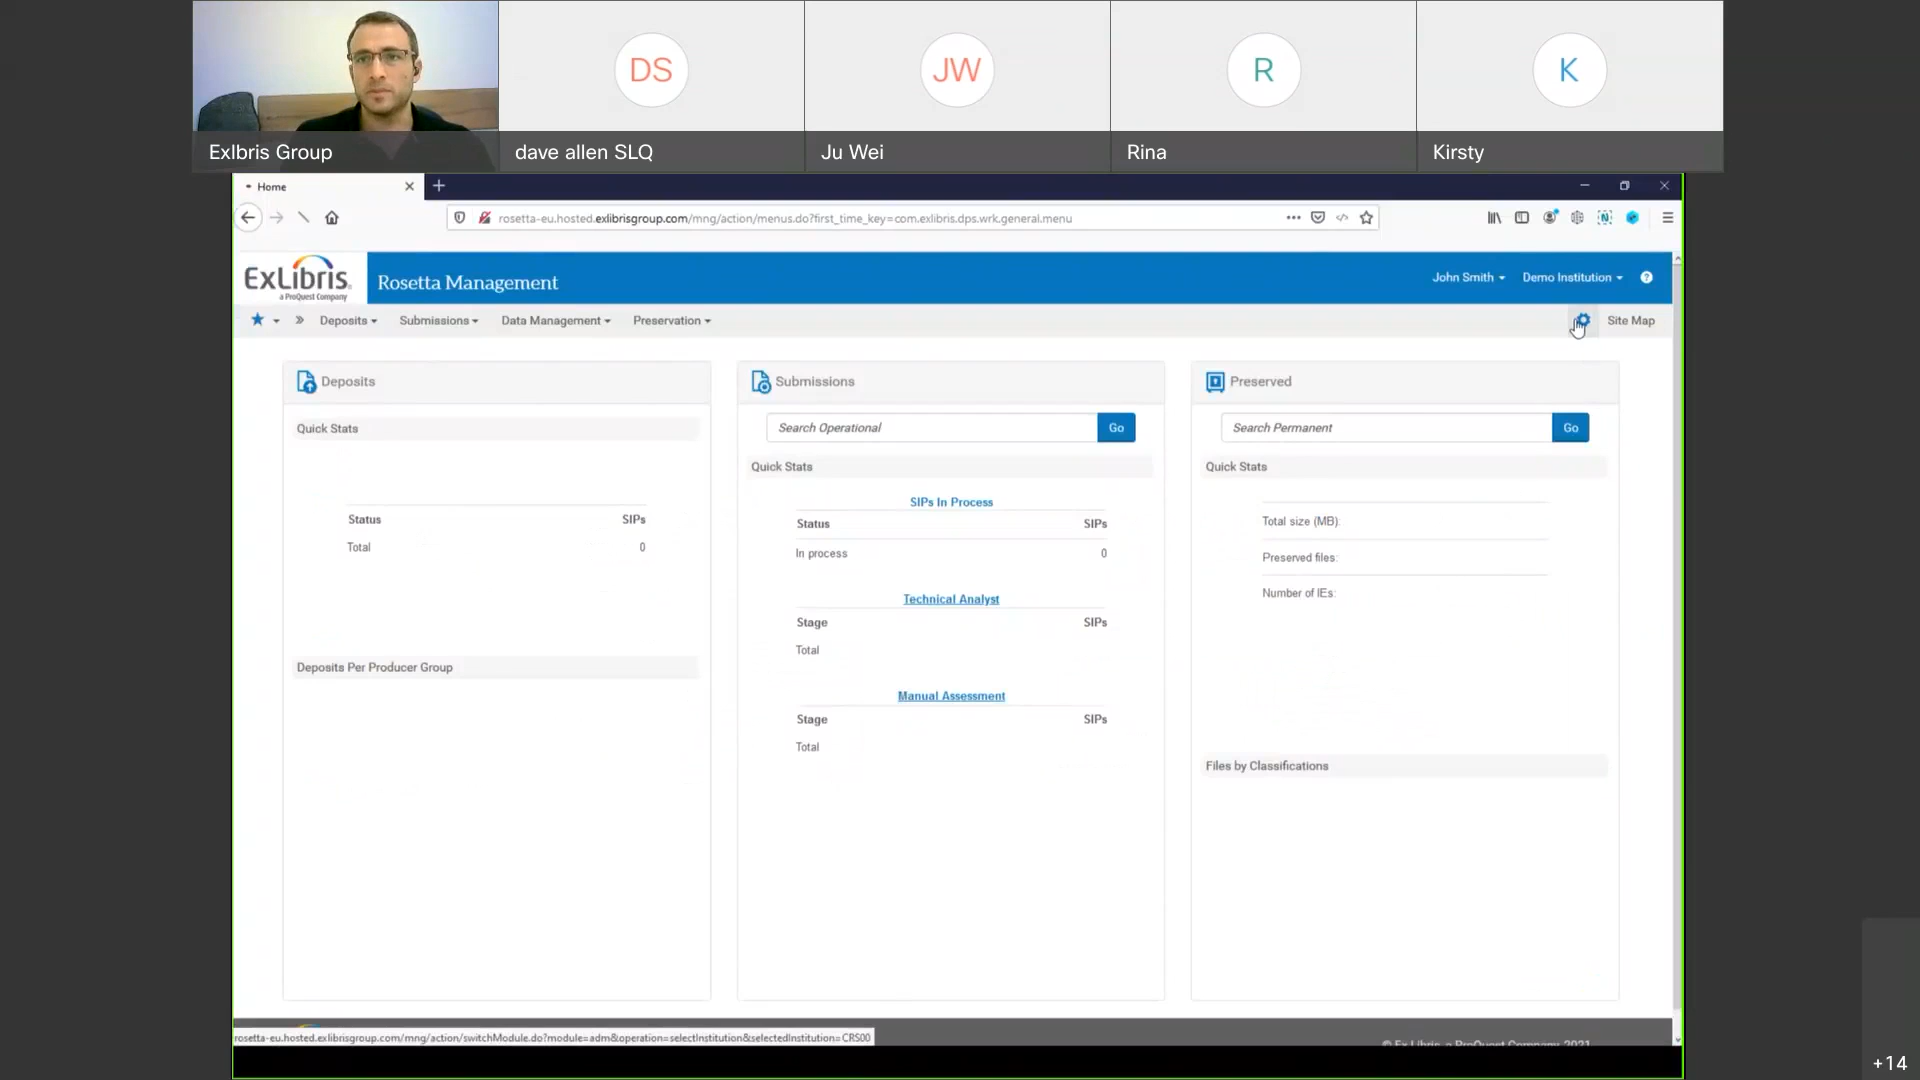 DS
JW
R
K
Exlbris Group
dave allen SLQ
Ju Wei
Rina
Kirsty
Home
rosetta-eu.hosted.exlibrisgroup.com/mng/action/menus.do?first_time_key=com.exlibris.dps.wrk.general.menu
ExLibris
a ProQuest Company
Rosetta Management
John Smith
Demo Institution
?
Deposits
Submissions
Data Management
Preservation
Site Map
Deposits
Quick Stats
Status SIPs
Total 0
Deposits Per Producer Group
Submissions
Search Operational Go
Quick Stats
SIPs In Process
Status SIPs
In process 0
Technical Analyst
Stage SIPs
Total
Manual Assessment
Stage SIPs
Total
Preserved
Search Permanent Go
Quick Stats
Total size (MB):
Preserved files:
Number of IEs:
Files by Classifications
rosetta-eu.hosted.exlibrisgroup.com/mng/action/switchModule.do?module=adm&operation=selectInstitution&selectedInstitution=CRS00
© Ex Libris, a ProQuest Company, 2021
+14